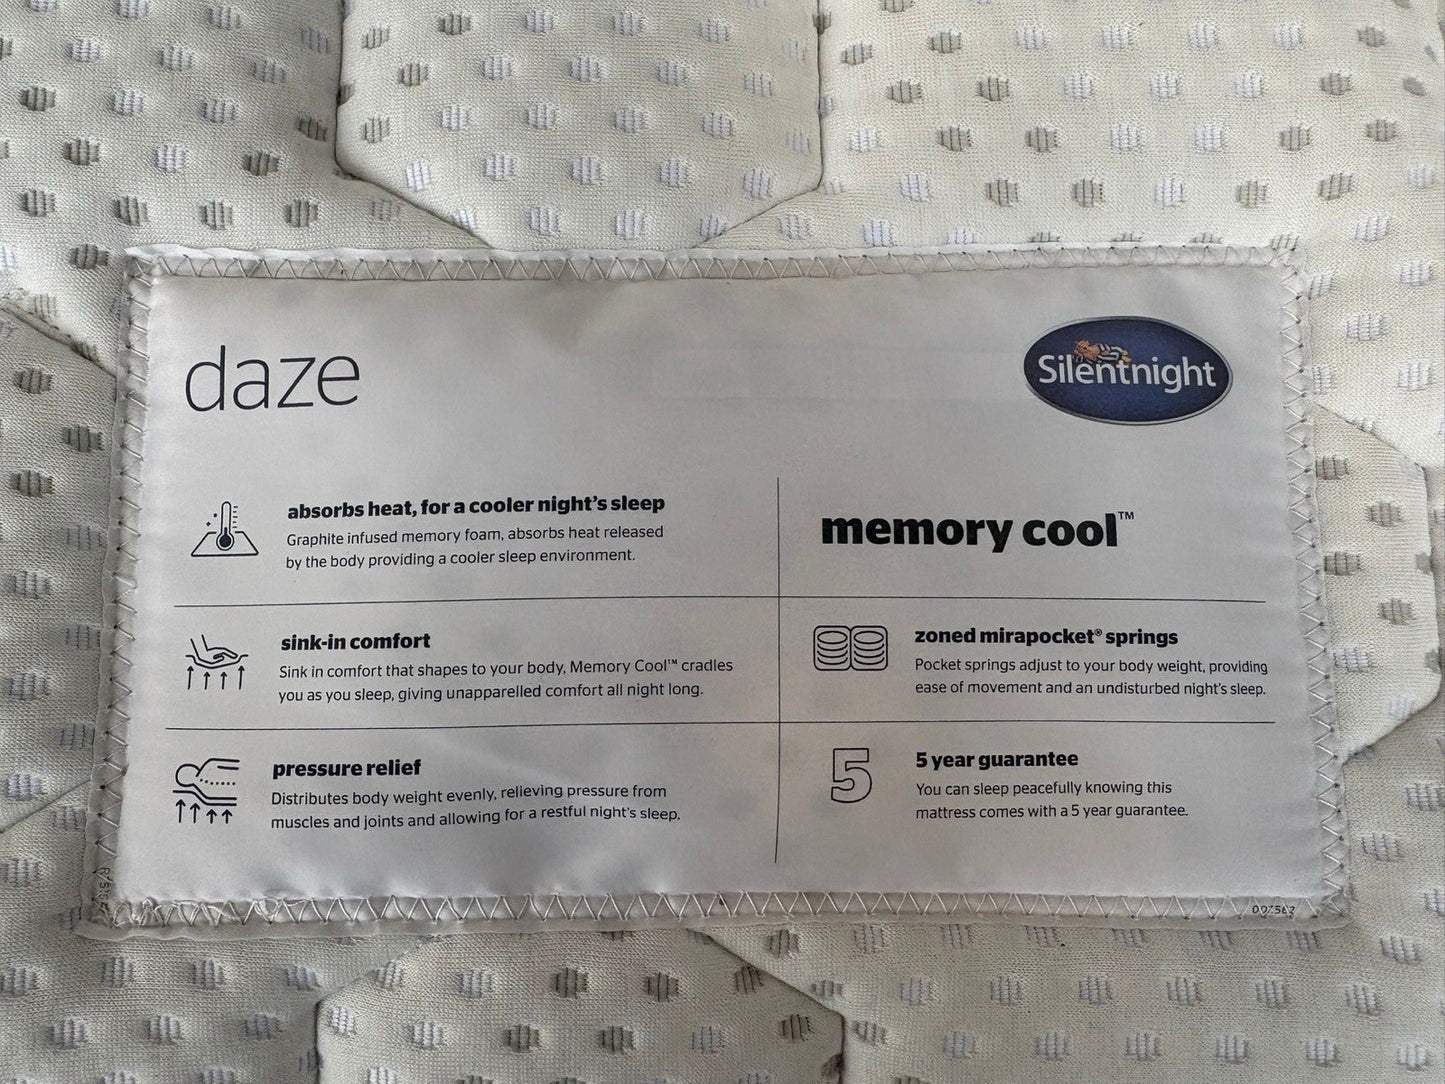 daze
Silentnight
absorbs heat, for a cooler night's sleep
Graphite infused memory foam, absorbs heat released
by the body providing a cooler sleep environment.
memory cool™
sink-in comfort
Sink in comfort that shapes to your body, Memory Cool™ cradles
you as you sleep, giving unapparelled comfort all night long.
zoned mirapocket® springs
Pocket springs adjust to your body weight, providing
ease of movement and an undisturbed night's sleep.
pressure relief
Distributes body weight evenly, relieving pressure from
muscles and joints and allowing for a restful night's sleep.
5
5 year guarantee
You can sleep peacefully knowing this
mattress comes with a 5 year guarantee.